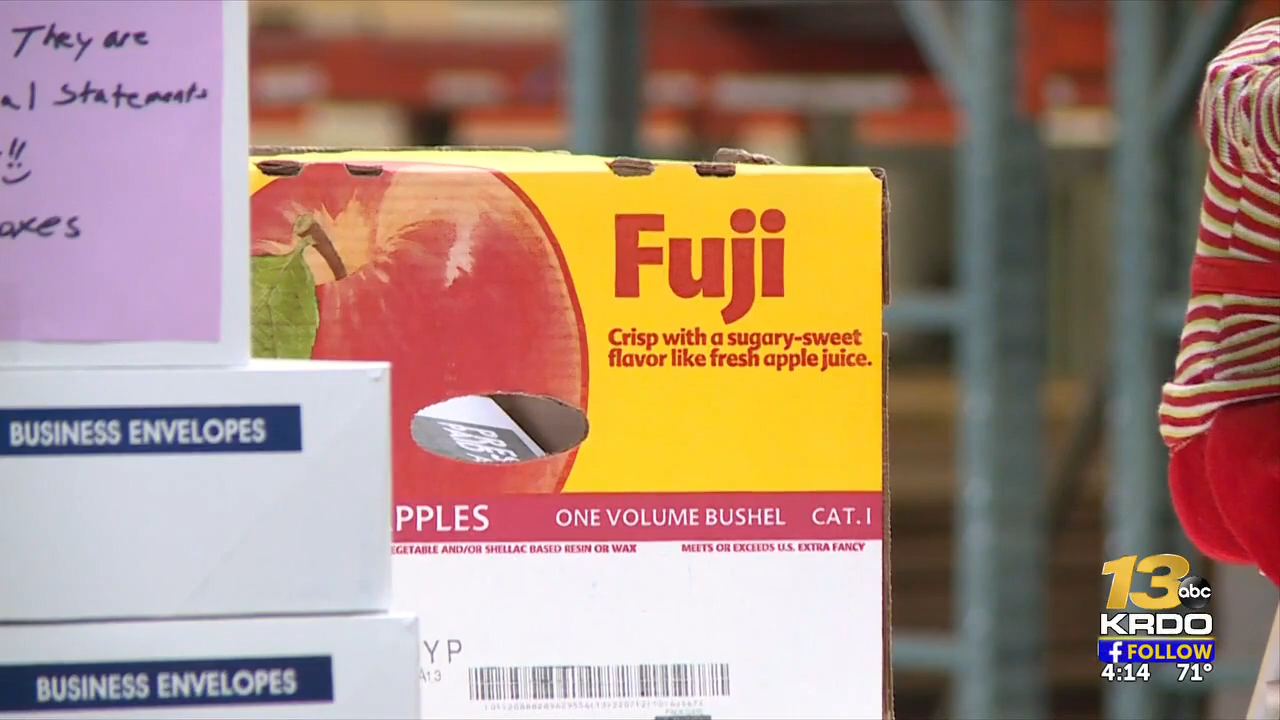 They are
al statements
!!
axes
BUSINESS ENVELOPES
BUSINESS ENVELOPES
Fuji
Crisp with a sugary-sweet
flavor like fresh apple juice.
PPLES ONE VOLUME BUSHEL CAT. I
EGETABLE AND/OR SHELLAC BASED RESIN OR WAX MEETS OR EXCEEDS U.S. EXTRA FANCY
Y P
13 abc
KRDO
f FOLLOW
4:14 71°